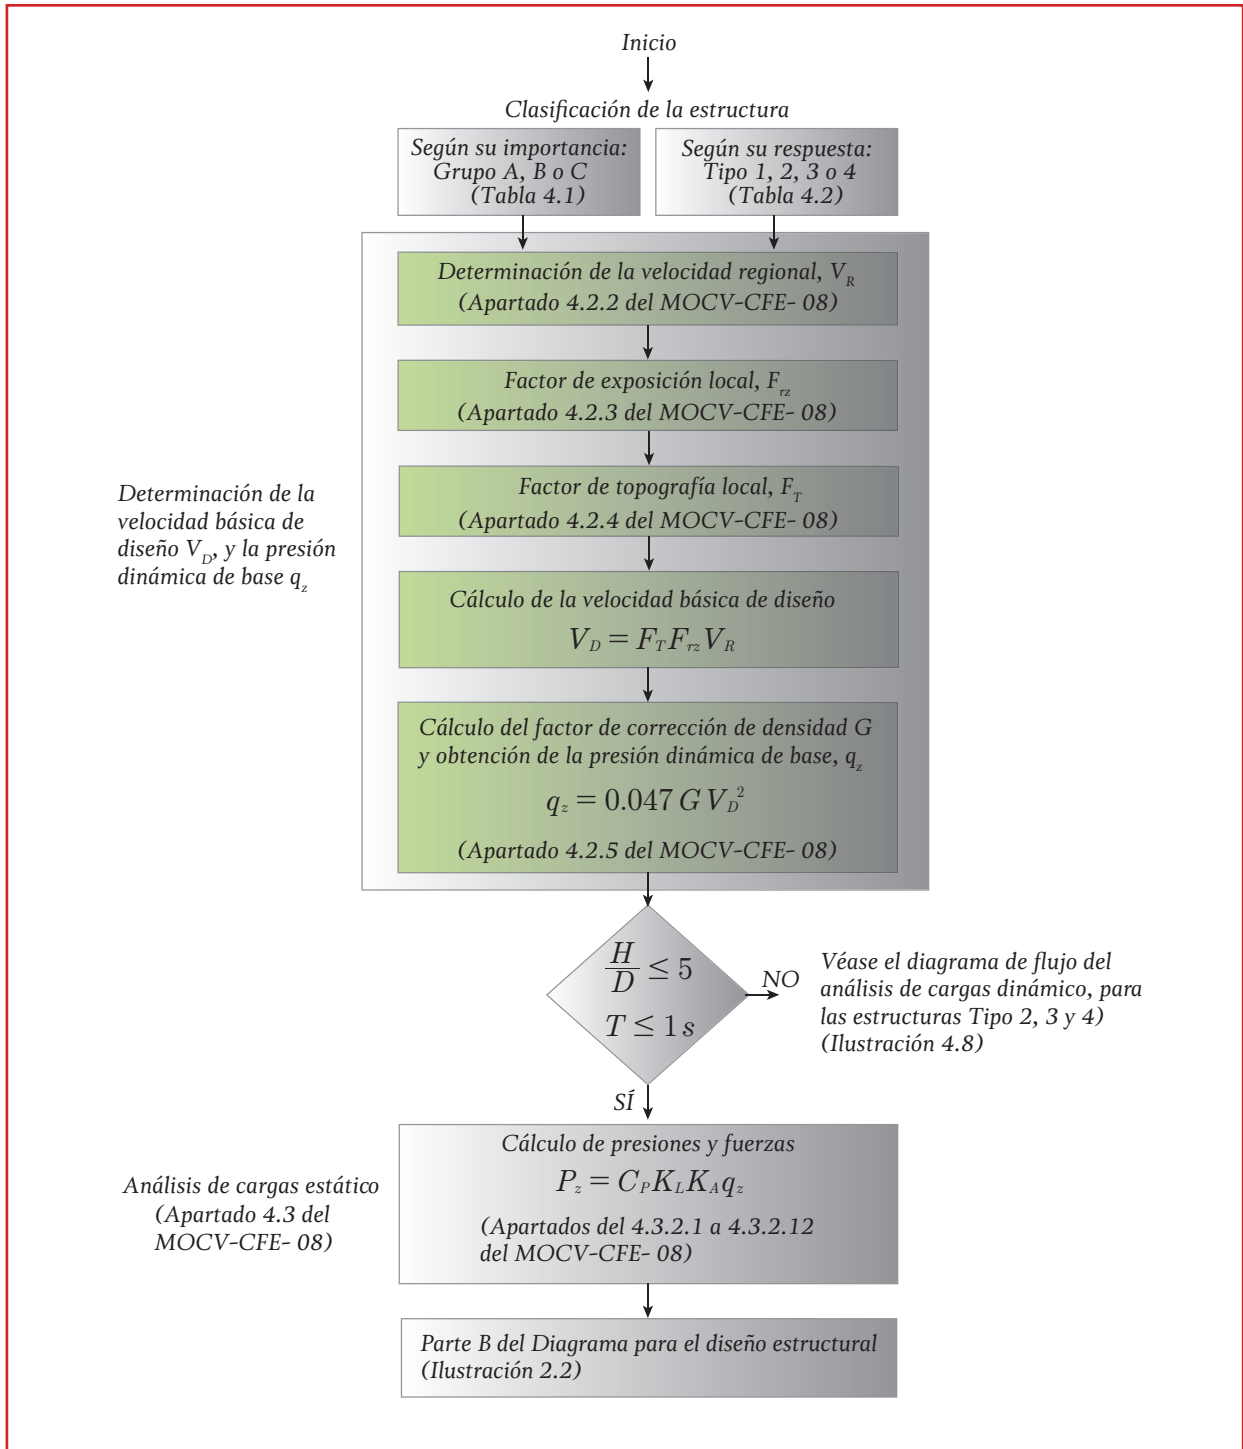 Inicio
Clasificación de la estructura
Según su importancia:
Grupo A, B o C
(Tabla 4.1)
Según su respuesta:
Tipo 1, 2, 3 o 4
(Tabla 4.2)
Determinación de la velocidad regional, V_R
(Apartado 4.2.2 del MOCV-CFE- 08)
Factor de exposición local, F_rz
(Apartado 4.2.3 del MOCV-CFE- 08)
Factor de topografía local, F_T
(Apartado 4.2.4 del MOCV-CFE- 08)
Determinación de la
velocidad básica de
diseño V_D, y la presión
dinámica de base q_z
Cálculo de la velocidad básica de diseño
V_D = F_T F_rz V_R
Cálculo del factor de corrección de densidad G
y obtención de la presión dinámica de base, q_z
q_z = 0.047 G V_D^2
(Apartado 4.2.5 del MOCV-CFE- 08)
H/D ≤ 5
T ≤ 1 s
NO
Véase el diagrama de flujo del
análisis de cargas dinámico, para
las estructuras Tipo 2, 3 y 4)
(Ilustración 4.8)
SÍ
Análisis de cargas estático
(Apartado 4.3 del
MOCV-CFE- 08)
Cálculo de presiones y fuerzas
P_z = C_P K_L K_A q_z
(Apartados del 4.3.2.1 a 4.3.2.12
del MOCV-CFE- 08)
Parte B del Diagrama para el diseño estructural
(Ilustración 2.2)